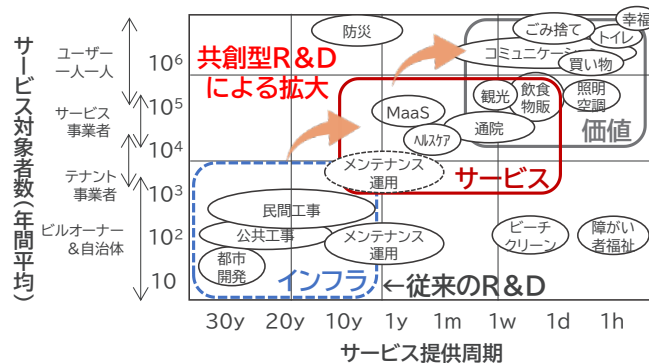 サービス対象者数(年間平均)
ユーザー
一人一人
サービス
事業者
テナント
事業者
ビルオーナー
&自治体
10⁶
10⁵
10⁴
10³
10²
10
共創型R&D
による拡大
防災
ごみ捨て
幸福
トイレ
コミュニケーション
買い物
観光
飲食
物販
照明
空調
価値
MaaS
ヘルスケア
通院
メンテナンス
運用
サービス
民間工事
公共工事
メンテナンス
運用
都市
開発
インフラ
←従来のR&D
ビーチ
クリーン
障がい
者福祉
30y 20y 10y 1y 1m 1w 1d 1h
サービス提供周期